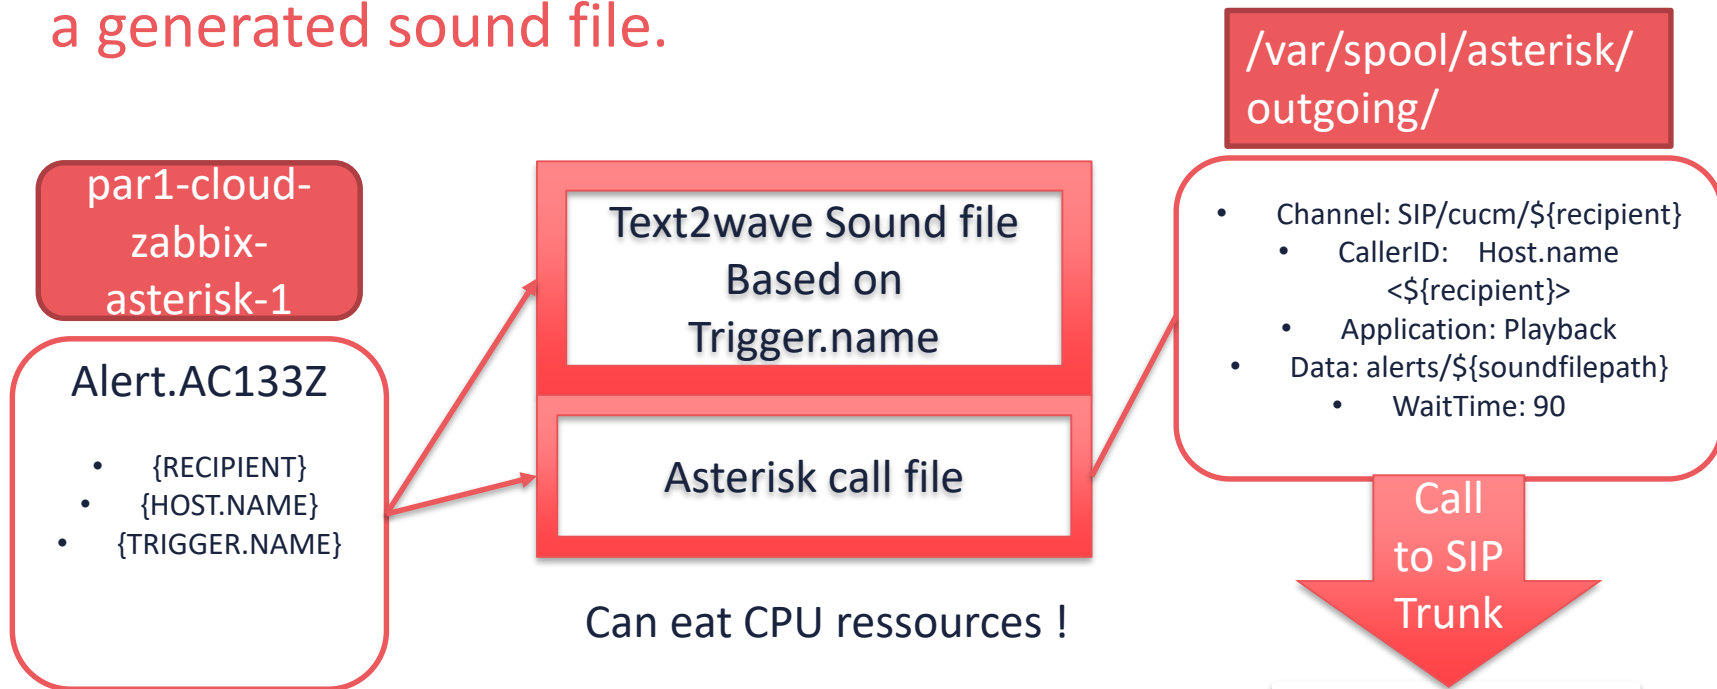 a generated sound file.
/var/spool/asterisk/
outgoing/
par1-cloud-
zabbix-
asterisk-1
Alert.AC133Z
• {RECIPIENT}
• {HOST.NAME}
• {TRIGGER.NAME}
Text2wave Sound file
Based on
Trigger.name
Asterisk call file
Can eat CPU ressources !
• Channel: SIP/cucm/${recipient}
• CallerID: Host.name
<${recipient}>
• Application: Playback
• Data: alerts/${soundfilepath}
• WaitTime: 90
Call
to SIP
Trunk